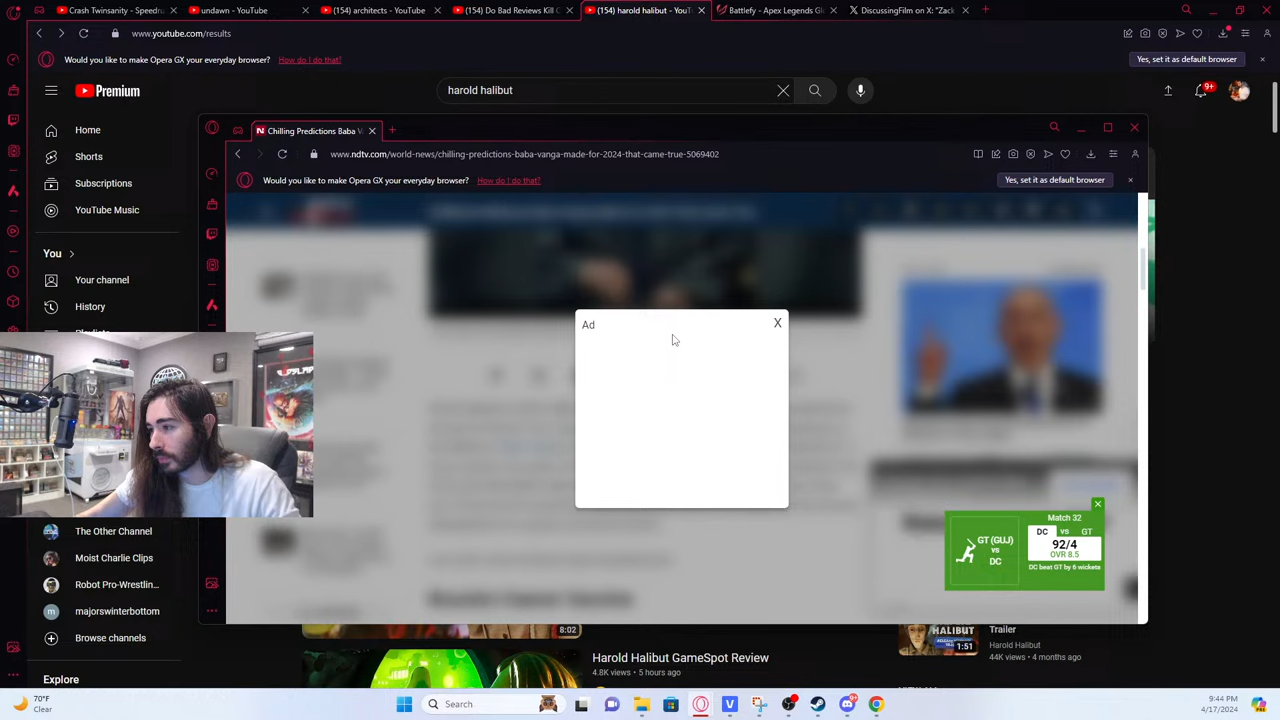 Crash Twinsanity - Speedru
undawn - YouTube
(154) architects - YouTube
(154) Do Bad Reviews Kill C
(154) harold halibut - YouT
Battlefy - Apex Legends Gl
DiscussingFilm on X: "Zack
www.youtube.com/results
Would you like to make Opera GX your everyday browser? How do I do that?
Yes, set it as default browser
Premium
harold halibut
9+
Home
Shorts
Subscriptions
YouTube Music
You
Your channel
History
Chilling Predictions Baba V
www.ndtv.com/world-news/chilling-predictions-baba-vanga-made-for-2024-that-came-true-5069402
Would you like to make Opera GX your everyday browser? How do I do that?
Yes, set it as default browser
Ad
X
Match 32
DC vs GT
GT (GUJ)
vs
DC
92/4
OVR 8.5
DC beat GT by 6 wickets
The Other Channel
Moist Charlie Clips
Robot Pro-Wrestlin...
majorswinterbottom
Browse channels
Explore
8:02
Harold Halibut GameSpot Review
4.8K views • 5 hours ago
HALIBUT
1:51
Trailer
Harold Halibut
44K views • 4 months ago
70°F
Clear
Search
9+
9:44 PM
4/17/2024